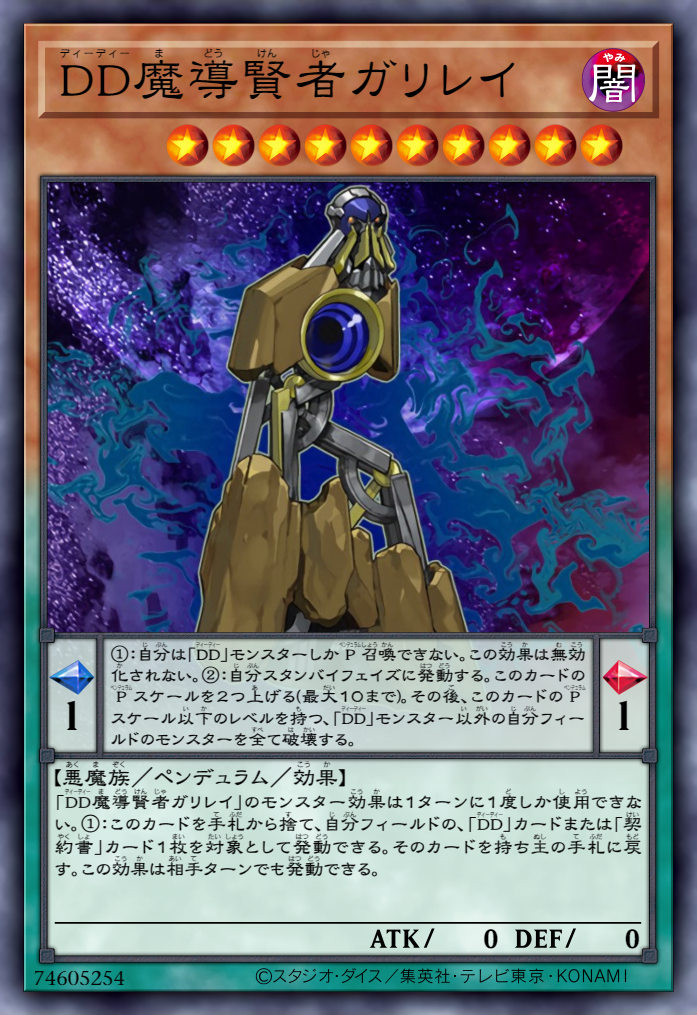 DD魔導賢者ガリレイ
闇
①:自分は「DD」モンスターしかP召喚できない。この効果は無効
化されない。②:自分スタンバイフェイズに発動する。このカードの
Pスケールを2つ上げる(最大10まで)。その後、このカードのP
スケール以下のレベルを持つ、「DD」モンスター以外の自分フィー
ルドのモンスターを全て破壊する。
1
1
【悪魔族/ペンデュラム/効果】
「DD魔導賢者ガリレイ」のモンスター効果は1ターンに1度しか使用できな
い。①:このカードを手札から捨て、自分フィールドの、「DD」カードまたは「契
約書」カード1枚を対象として発動できる。そのカードを持ち主の手札に戻
す。この効果は相手ターンでも発動できる。
ATK/ 0 DEF/ 0
74605254 ©スタジオ・ダイス/集英社・テレビ東京・KONAMI